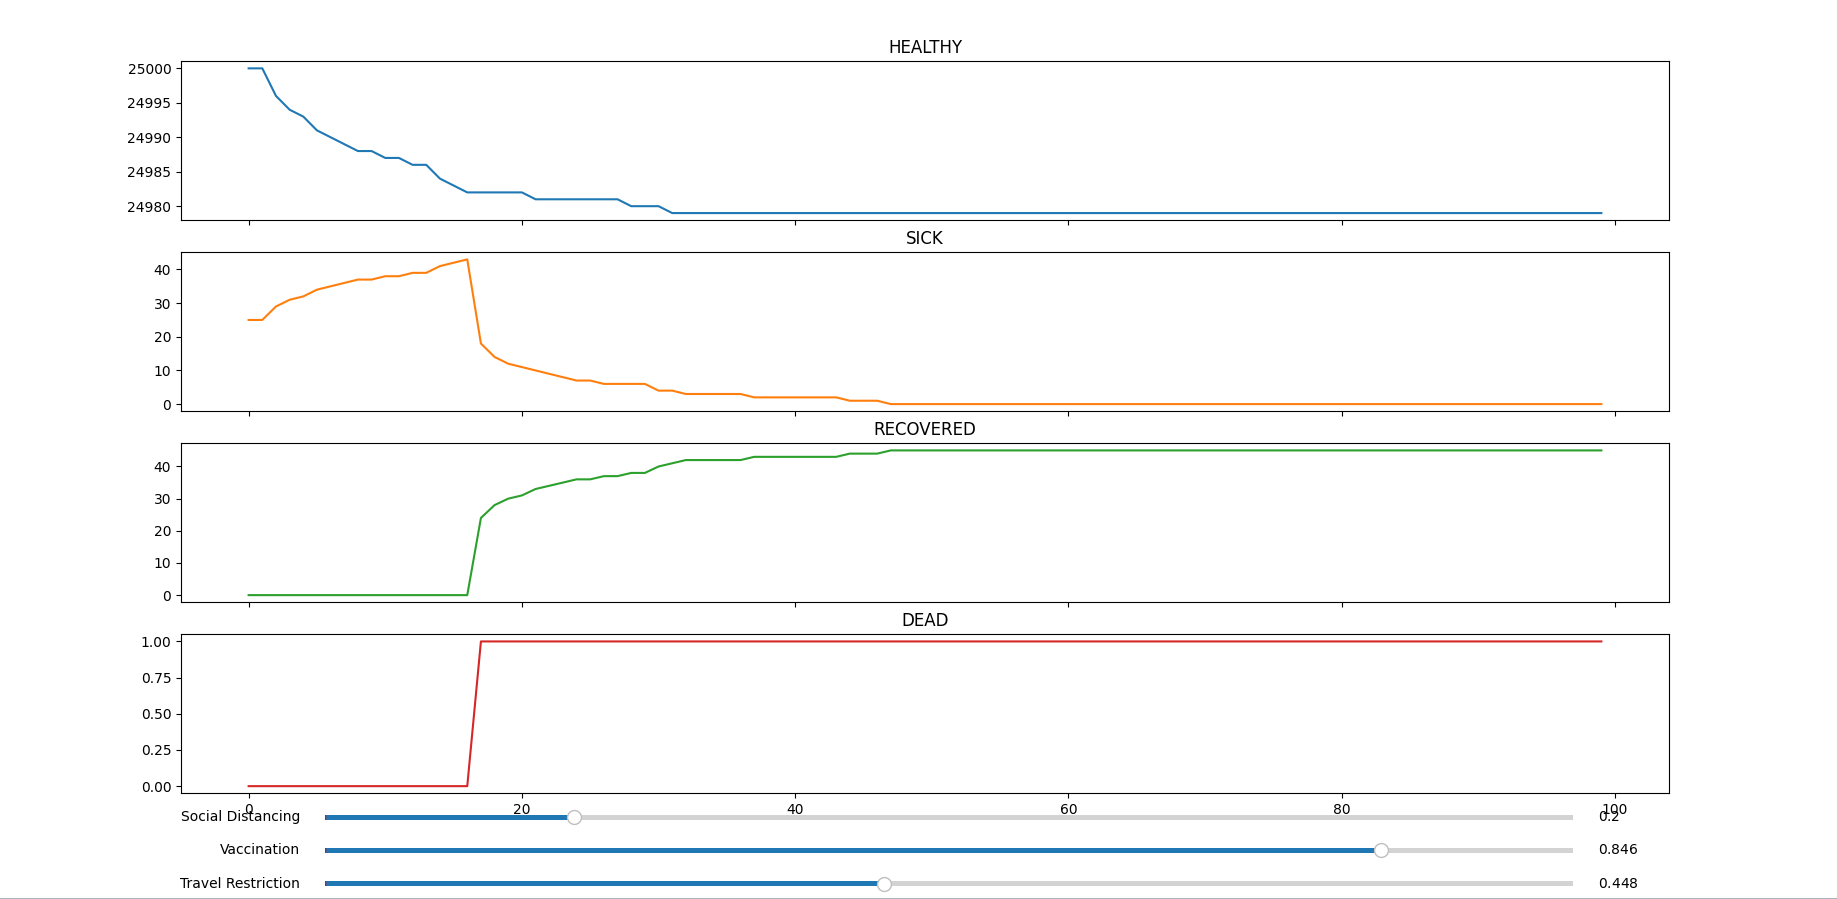 HEALTHY
25000
24995
24990
24985
24980
SICK
40
30
20
10
0
RECOVERED
40
30
20
10
0
DEAD
1.00
0.75
0.50
0.25
0.00
0 20 40 60 80 100
Social Distancing 0.2
Vaccination 0.846
Travel Restriction 0.448